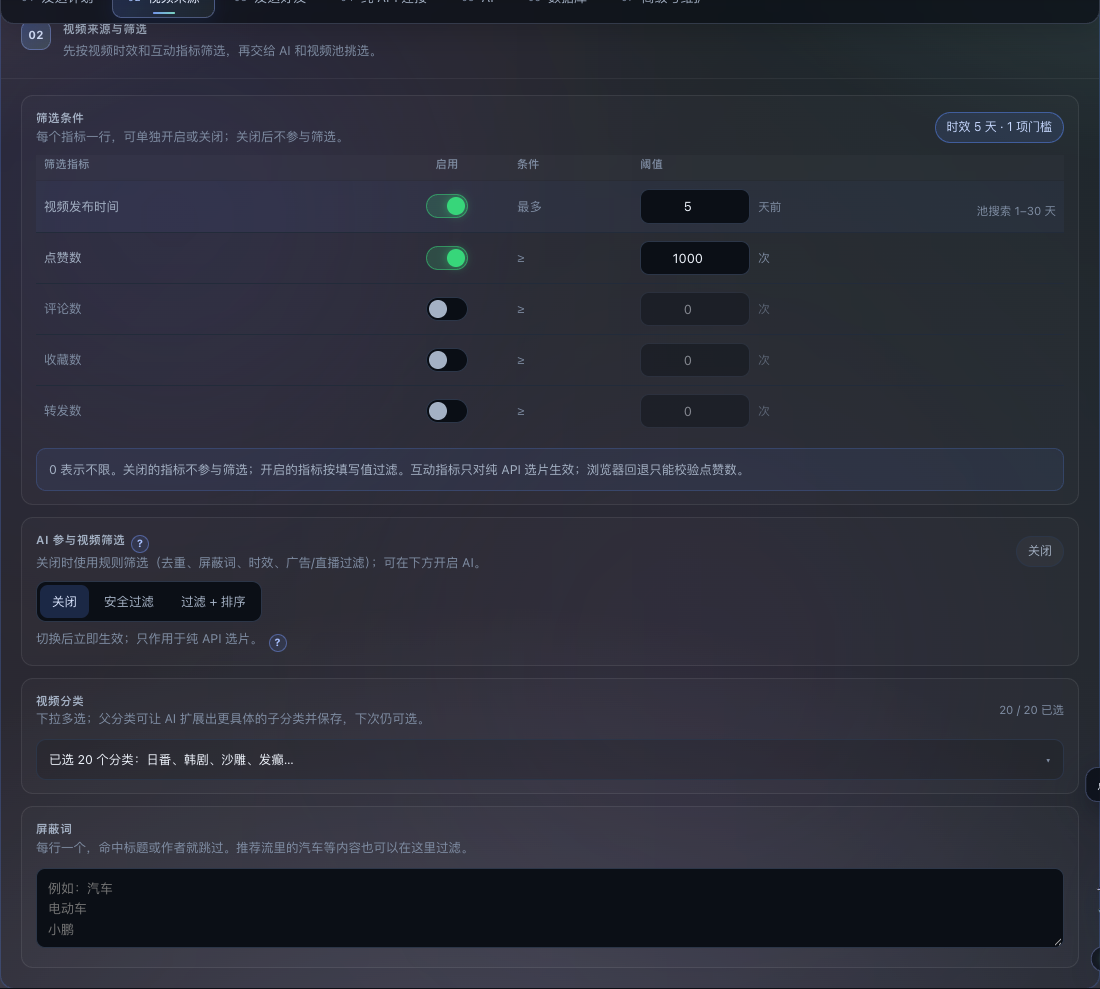 02
视频来源与筛选
先按视频时效和互动指标筛选，再交给 AI 和视频池挑选。
筛选条件
每个指标一行，可单独开启或关闭；关闭后不参与筛选。
时效 5 天 · 1 项门槛
筛选指标 启用 条件 阈值
视频发布时间 最多 5 天前 池搜索 1–30 天
点赞数 ≥ 1000 次
评论数 ≥ 0 次
收藏数 ≥ 0 次
转发数 ≥ 0 次
0 表示不限。关闭的指标不参与筛选；开启的指标按填写值过滤。互动指标只对纯 API 选片生效；浏览器回退只能校验点赞数。
AI 参与视频筛选 ?
关闭时使用规则筛选（去重、屏蔽词、时效、广告/直播过滤）；可在下方开启 AI。
关闭
关闭 安全过滤 过滤 + 排序
切换后立即生效；只作用于纯 API 选片。 ?
视频分类
下拉多选；父分类可让 AI 扩展出更具体的子分类并保存，下次仍可选。
20 / 20 已选
已选 20 个分类：日番、韩剧、沙雕、发癫...
屏蔽词
每行一个，命中标题或作者就跳过。推荐流里的汽车等内容也可以在这里过滤。
例如：汽车
电动车
小鹏